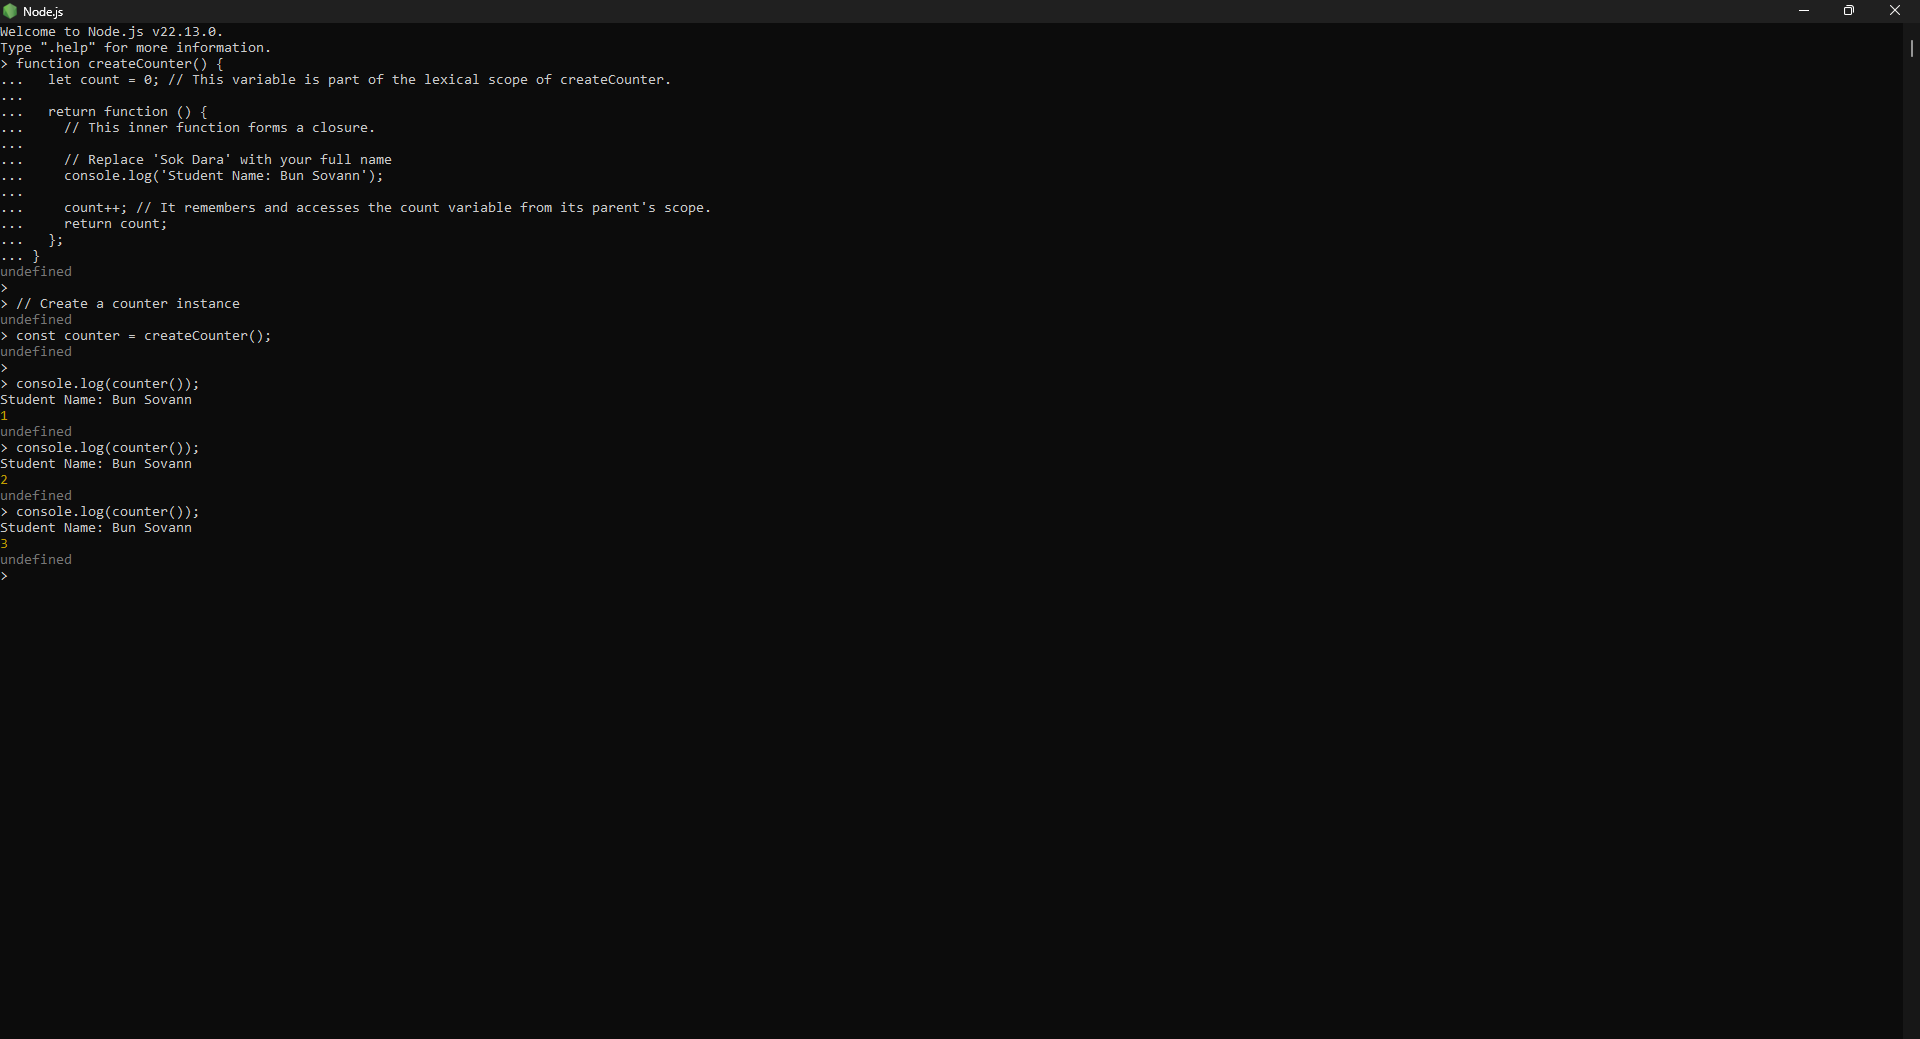 Node.js
Welcome to Node.js v22.13.0.
Type ".help" for more information.
> function createCounter() {
...   let count = 0; // This variable is part of the lexical scope of createCounter.
...
...   return function () {
...     // This inner function forms a closure.
...
...     // Replace 'Sok Dara' with your full name
...     console.log('Student Name: Bun Sovann');
...
...     count++; // It remembers and accesses the count variable from its parent's scope.
...     return count;
...   };
... }
undefined
>
> // Create a counter instance
undefined
> const counter = createCounter();
undefined
>
> console.log(counter());
Student Name: Bun Sovann
1
undefined
> console.log(counter());
Student Name: Bun Sovann
2
undefined
> console.log(counter());
Student Name: Bun Sovann
3
undefined
>